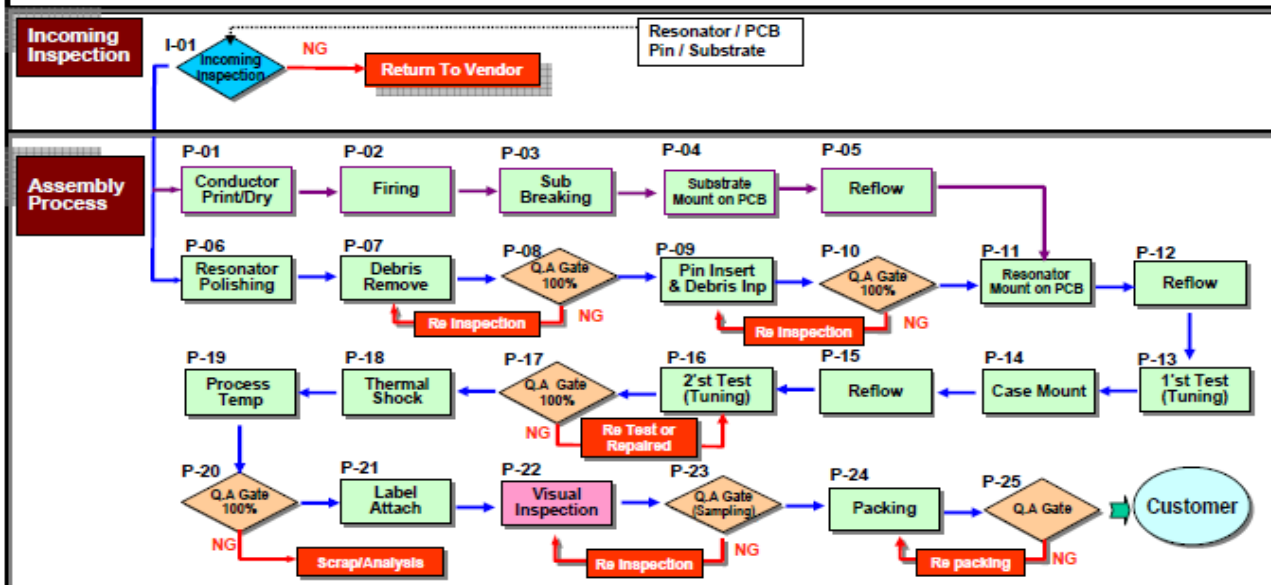 Incoming
Inspection
I-01
Incoming
Inspection
NG
Return To Vendor
Resonator / PCB
Pin / Substrate
Assembly
Process
P-01
Conductor
Print/Dry
P-02
Firing
P-03
Sub
Breaking
P-04
Substrate
Mount on PCB
P-05
Reflow
P-06
Resonator
Polishing
P-07
Debris
Remove
P-08
Q.A Gate
100%
NG
Re Inspection
P-09
Pin Insert
& Debris Inp
P-10
Q.A Gate
100%
NG
Re Inspection
P-11
Resonator
Mount on PCB
P-12
Reflow
P-13
1'st Test
(Tuning)
P-14
Case Mount
P-15
Reflow
P-16
2'st Test
(Tuning)
P-17
Q.A Gate
100%
NG
Re Test or
Repaired
P-18
Thermal
Shock
P-19
Process
Temp
P-20
Q.A Gate
100%
NG
Scrap/Analysis
P-21
Label
Attach
P-22
Visual
Inspection
P-23
Q.A Gate
(Sampling)
NG
Re Inspection
P-24
Packing
P-25
Q.A Gate
NG
Re packing
Customer